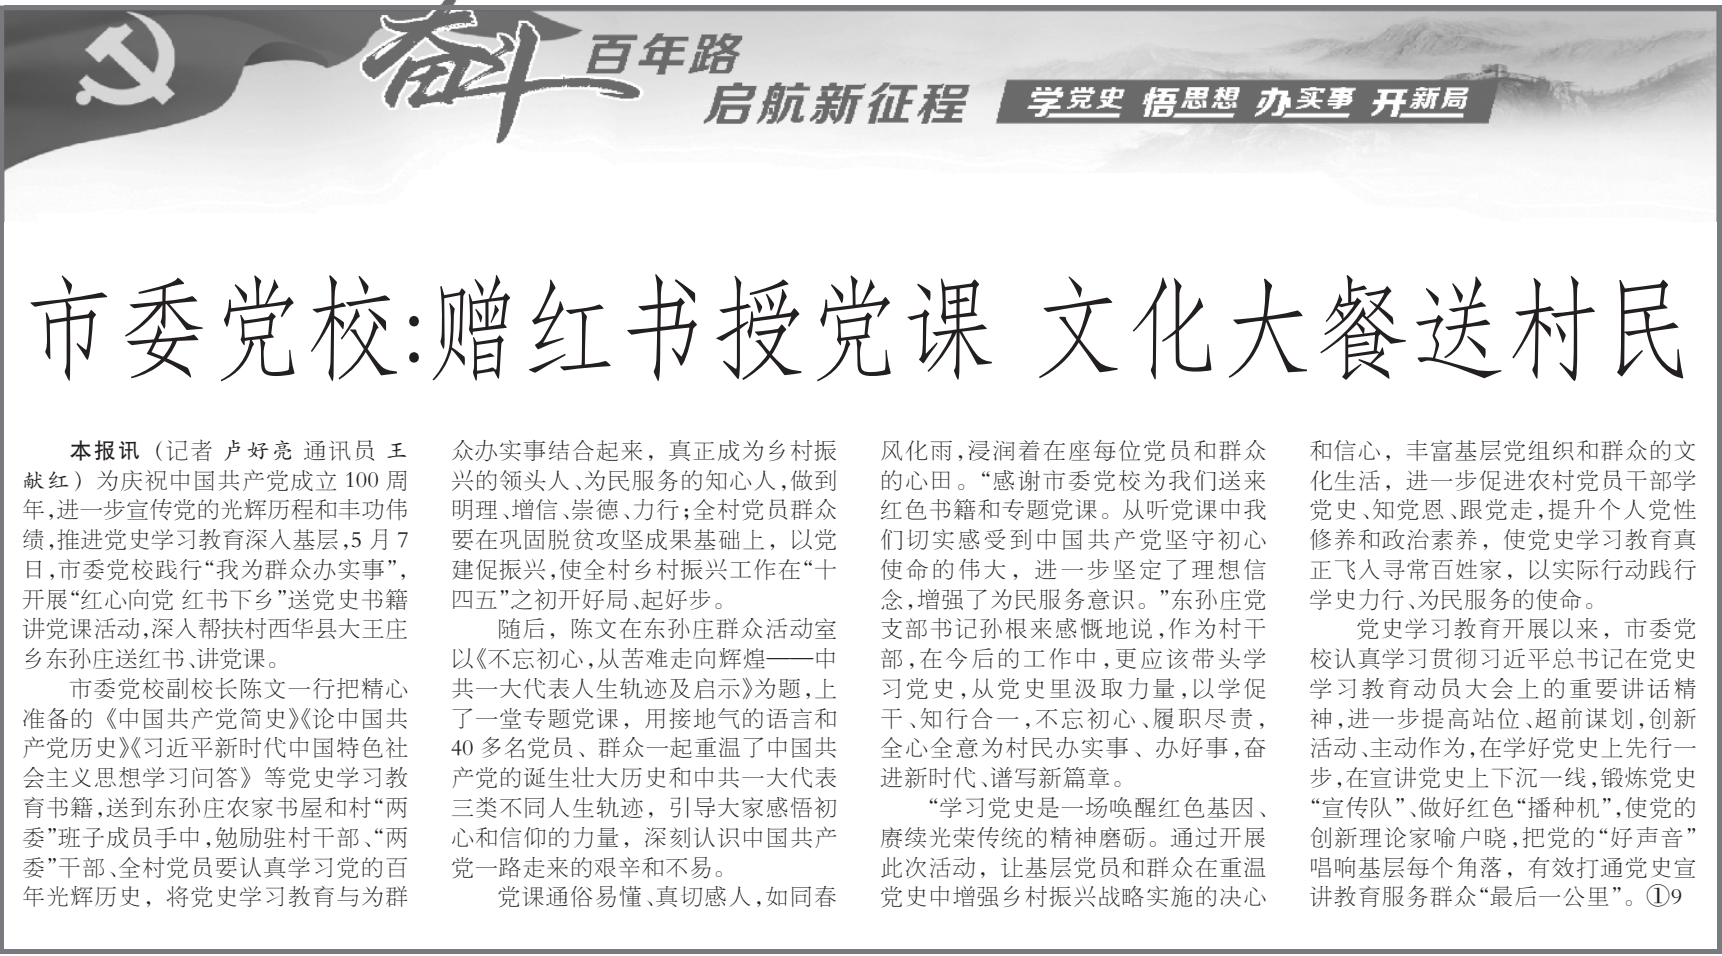 奋斗百年路
启航新征程
学党史 悟思想 办实事 开新局
市委党校:赠红书授党课 文化大餐送村民
本报讯（记者 卢好亮 通讯员 王
献红）为庆祝中国共产党成立 100 周
年,进一步宣传党的光辉历程和丰功伟
绩,推进党史学习教育深入基层,5 月 7
日,市委党校践行“我为群众办实事”,
开展“红心向党 红书下乡”送党史书籍
讲党课活动,深入帮扶村西华县大王庄
乡东孙庄送红书、讲党课。
市委党校副校长陈文一行把精心
准备的《中国共产党简史》《论中国共
产党历史》《习近平新时代中国特色社
会主义思想学习问答》等党史学习教
育书籍,送到东孙庄农家书屋和村“两
委”班子成员手中,勉励驻村干部、“两
委”干部、全村党员要认真学习党的百
年光辉历史，将党史学习教育与为群
众办实事结合起来，真正成为乡村振
兴的领头人、为民服务的知心人,做到
明理、增信、崇德、力行;全村党员群众
要在巩固脱贫攻坚成果基础上，以党
建促振兴,使全村乡村振兴工作在“十
四五”之初开好局、起好步。
随后，陈文在东孙庄群众活动室
以《不忘初心,从苦难走向辉煌——中
共一大代表人生轨迹及启示》为题,上
了一堂专题党课，用接地气的语言和
40 多名党员、群众一起重温了中国共
产党的诞生壮大历史和中共一大代表
三类不同人生轨迹，引导大家感悟初
心和信仰的力量，深刻认识中国共产
党一路走来的艰辛和不易。
党课通俗易懂、真切感人,如同春
风化雨,浸润着在座每位党员和群众
的心田。“感谢市委党校为我们送来
红色书籍和专题党课。从听党课中我
们切实感受到中国共产党坚守初心
使命的伟大，进一步坚定了理想信
念,增强了为民服务意识。”东孙庄党
支部书记孙根来感慨地说,作为村干
部,在今后的工作中,更应该带头学
习党史,从党史里汲取力量,以学促
干、知行合一,不忘初心、履职尽责,
全心全意为村民办实事、办好事,奋
进新时代、谱写新篇章。
“学习党史是一场唤醒红色基因、
赓续光荣传统的精神磨砺。通过开展
此次活动，让基层党员和群众在重温
党史中增强乡村振兴战略实施的决心
和信心，丰富基层党组织和群众的文
化生活，进一步促进农村党员干部学
党史、知党恩、跟党走,提升个人党性
修养和政治素养，使党史学习教育真
正飞入寻常百姓家，以实际行动践行
学史力行、为民服务的使命。
党史学习教育开展以来，市委党
校认真学习贯彻习近平总书记在党史
学习教育动员大会上的重要讲话精
神,进一步提高站位、超前谋划,创新
活动、主动作为,在学好党史上先行一
步,在宣讲党史上下沉一线,锻炼党史
“宣传队”、做好红色“播种机”,使党的
创新理论家喻户晓,把党的“好声音”
唱响基层每个角落，有效打通党史宣
讲教育服务群众“最后一公里”。①9